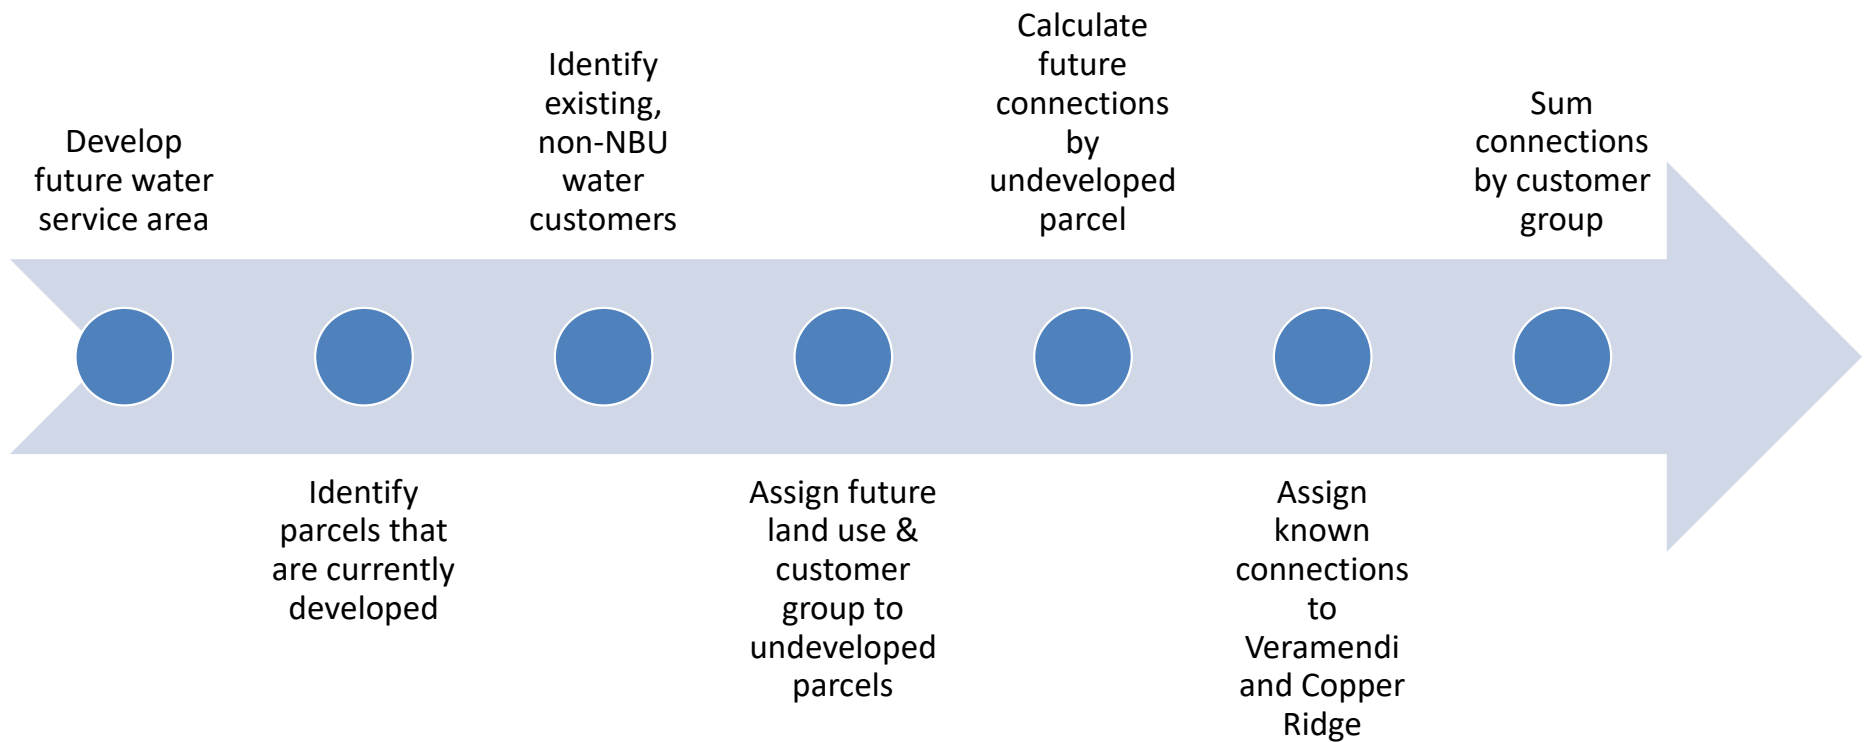 Develop
future water
service area
Identify
parcels that
are currently
developed
Identify
existing,
non-NBU
water
customers
Assign future
land use &
customer
group to
undeveloped
parcels
Calculate
future
connections
by
undeveloped
parcel
Assign
known
connections
to
Veramendi
and Copper
Ridge
Sum
connections
by customer
group